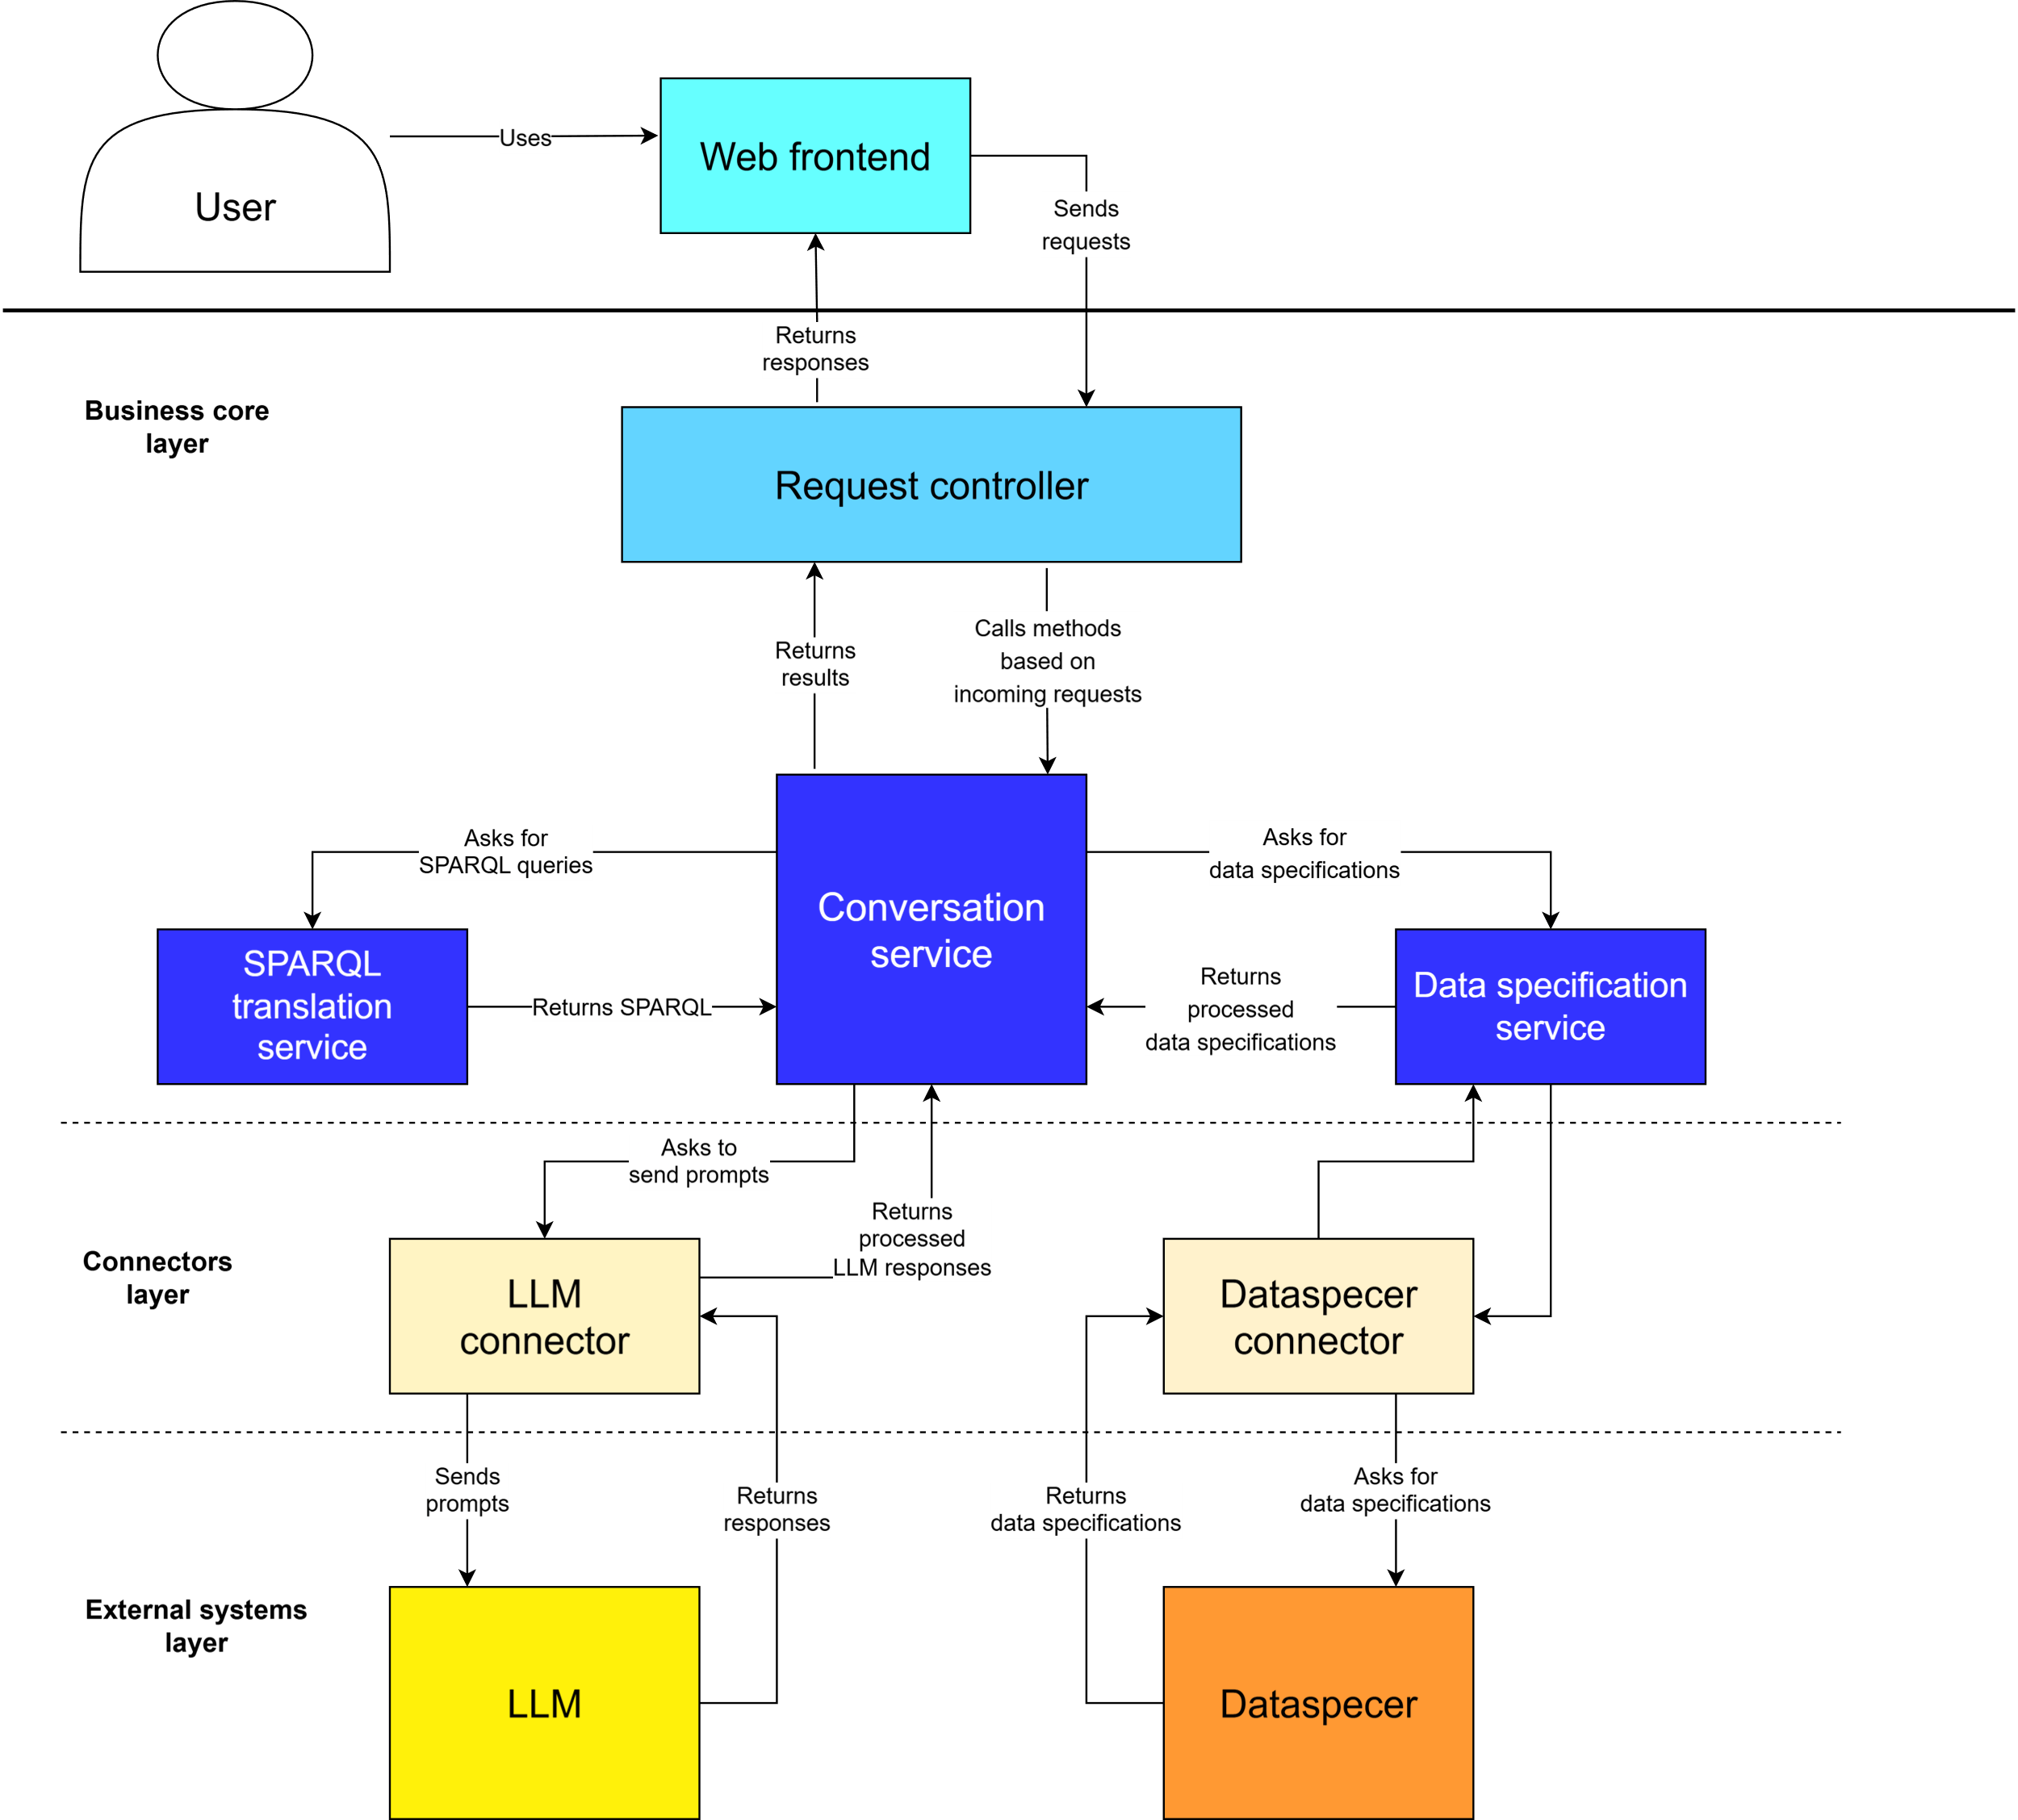 User
Uses
Web frontend
Sends
requests
Returns
responses
Business core
layer
Request controller
Returns
results
Calls methods
based on
incoming requests
Asks for
SPARQL queries
Conversation
service
Asks for
data specifications
SPARQL
translation
service
Returns SPARQL
Returns
processed
data specifications
Data specification
service
Asks to
send prompts
Returns
processed
LLM responses
Connectors
layer
LLM
connector
Dataspecer
connector
Sends
prompts
Returns
responses
Returns
data specifications
Asks for
data specifications
External systems
layer
LLM
Dataspecer